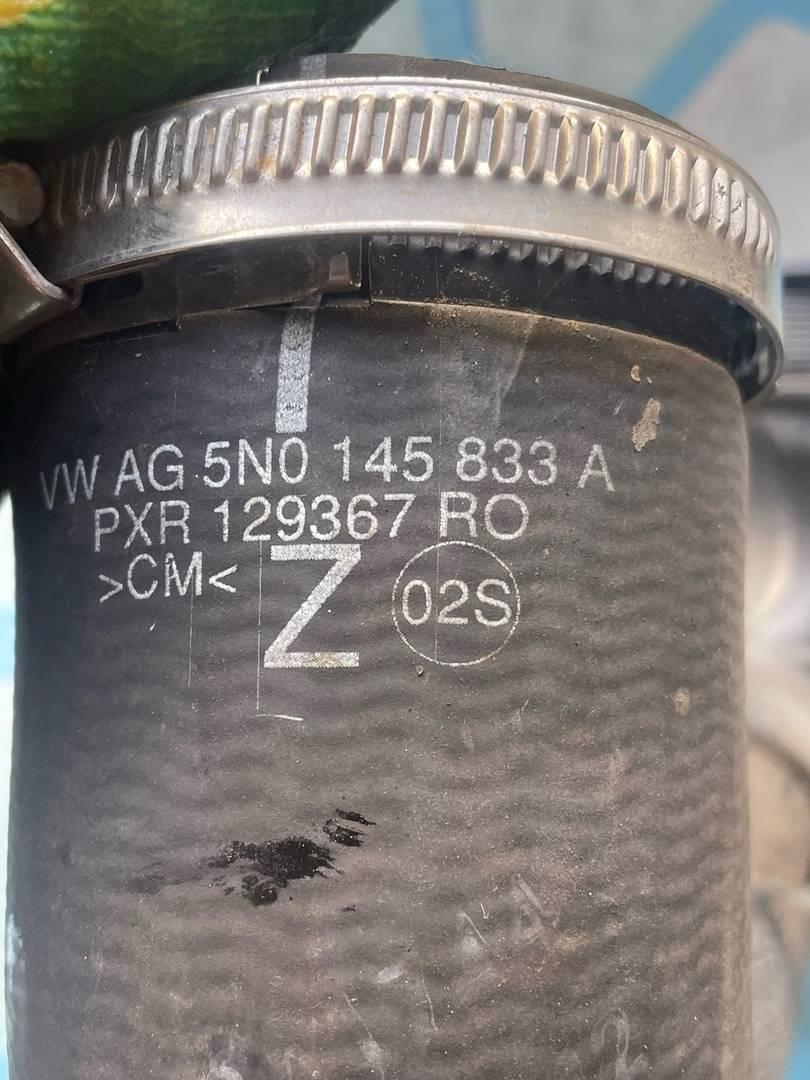 VW AG 5N0 145 833 A
PXR 129367 RO
>CM<
Z
02S